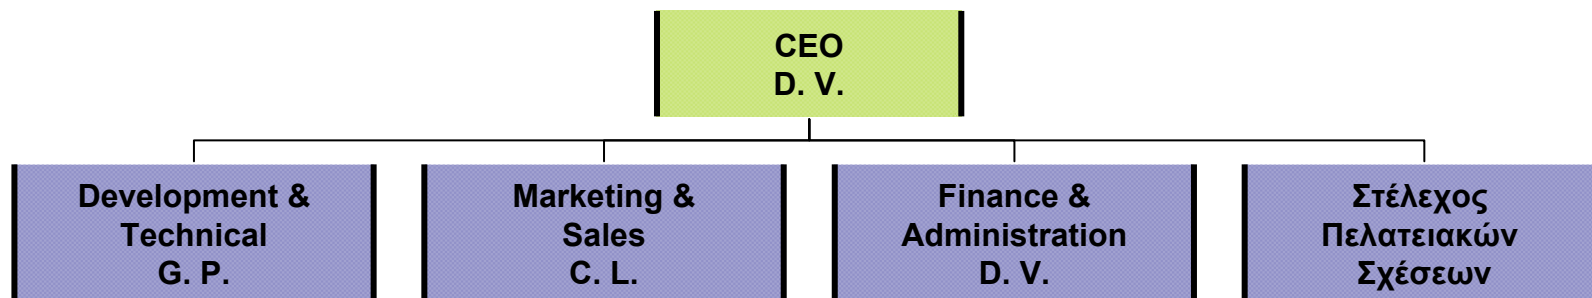 CEO
D. V.
Development &
Technical
G. P.
Marketing &
Sales
C. L.
Finance &
Administration
D. V.
Στέλεχος
Πελατειακών
Σχέσεων